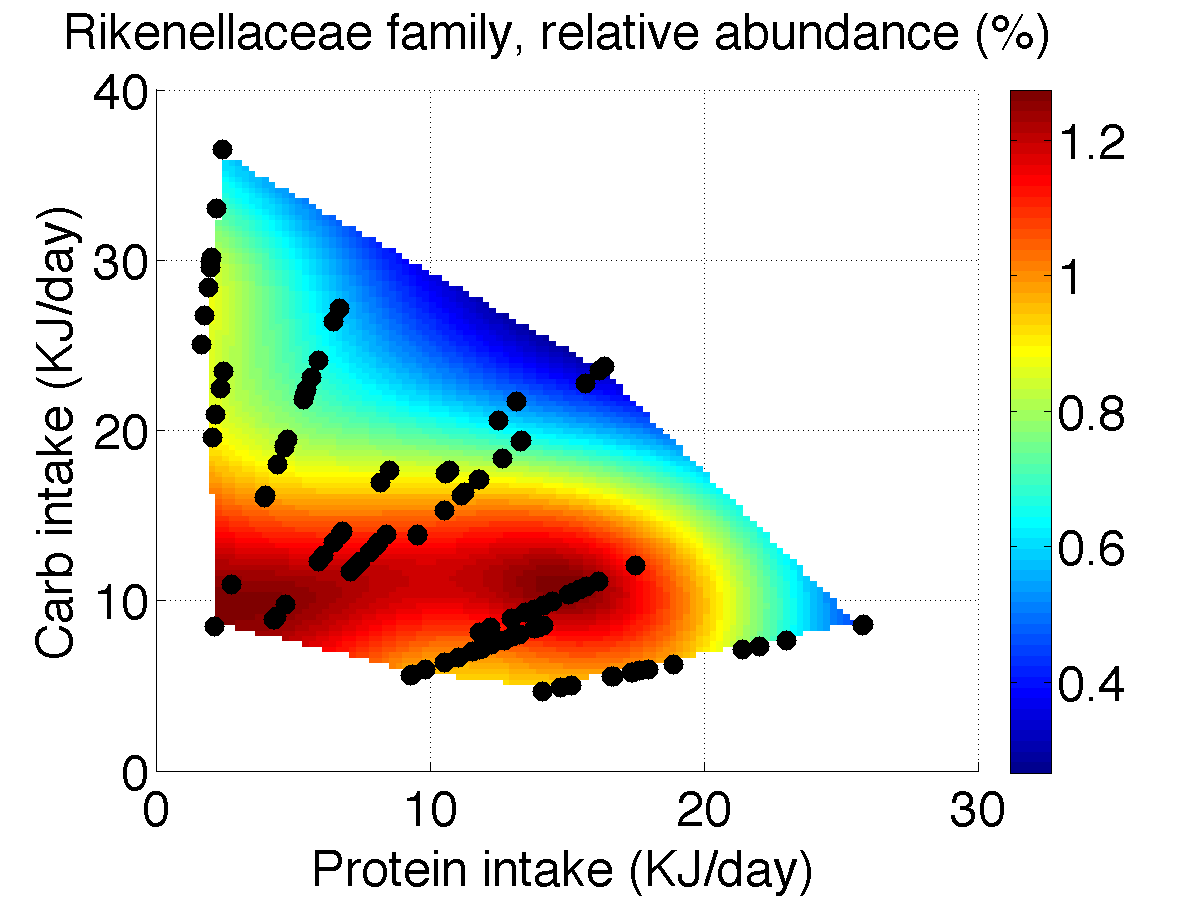 Rikenellaceae family, relative abundance (%)
40
30
20
10
0
0 10 20 30
Carb intake (KJ/day)
Protein intake (KJ/day)
1.2
1
0.8
0.6
0.4